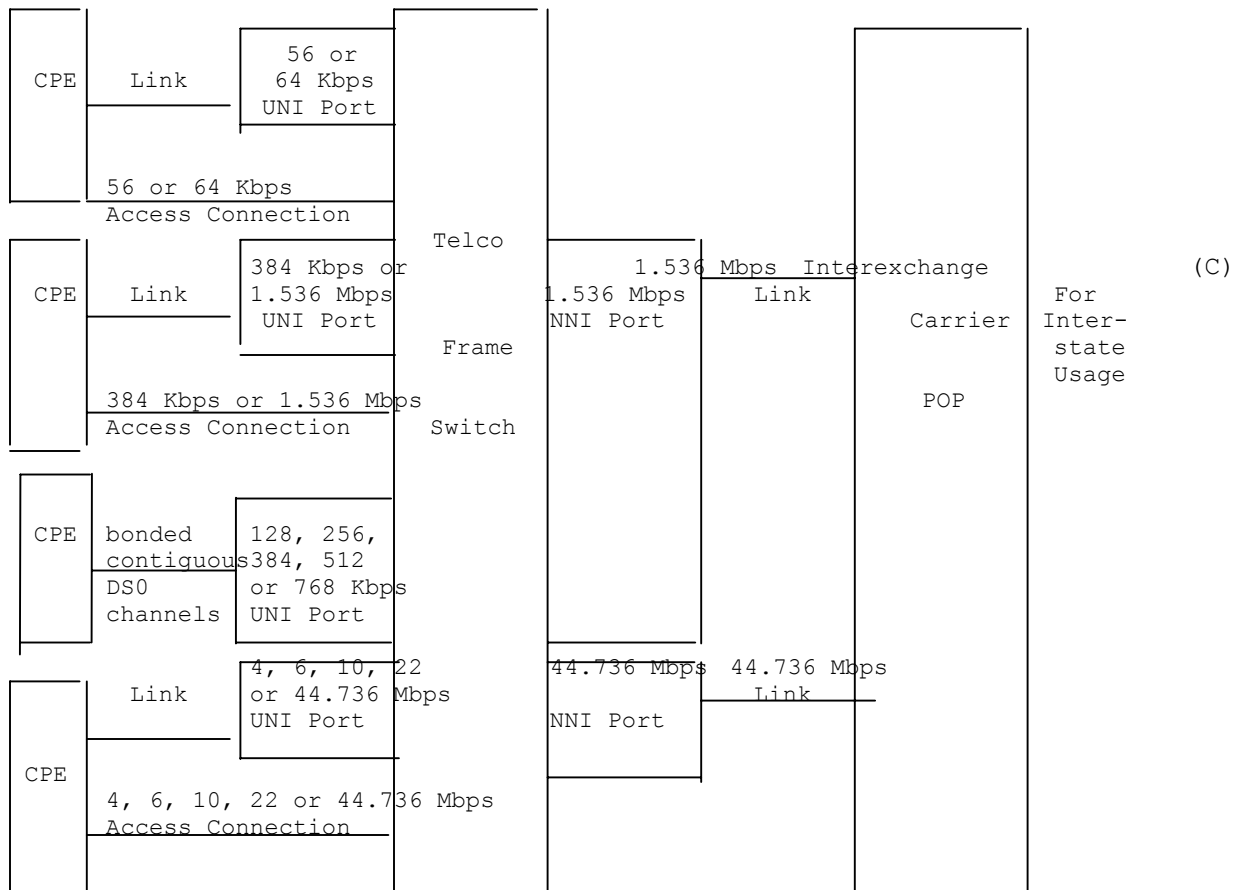 56 or
CPE Link 64 Kbps
UNI Port
56 or 64 Kbps
Access Connection
Telco
384 Kbps or 1.536 Mbps Interexchange (C)
CPE Link 1.536 Mbps 1.536 Mbps Link For
UNI Port NNI Port Carrier Inter-
Frame state
Usage
384 Kbps or 1.536 Mbps POP
Access Connection Switch
CPE bonded 128, 256,
contiguous 384, 512
DS0 or 768 Kbps
channels UNI Port
4, 6, 10, 22 44.736 Mbps 44.736 Mbps
Link or 44.736 Mbps Link
UNI Port NNI Port
CPE
4, 6, 10, 22 or 44.736 Mbps
Access Connection